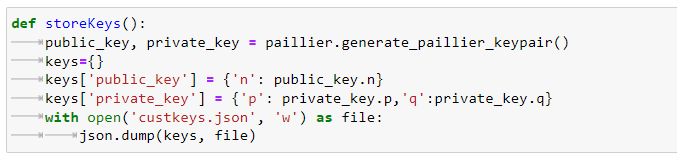 def storeKeys():
	public_key, private_key = paillier.generate_paillier_keypair()
	keys={}
	keys['public_key'] = {'n': public_key.n}
	keys['private_key'] = {'p': private_key.p,'q':private_key.q}
	with open('custkeys.json', 'w') as file:
		json.dump(keys, file)